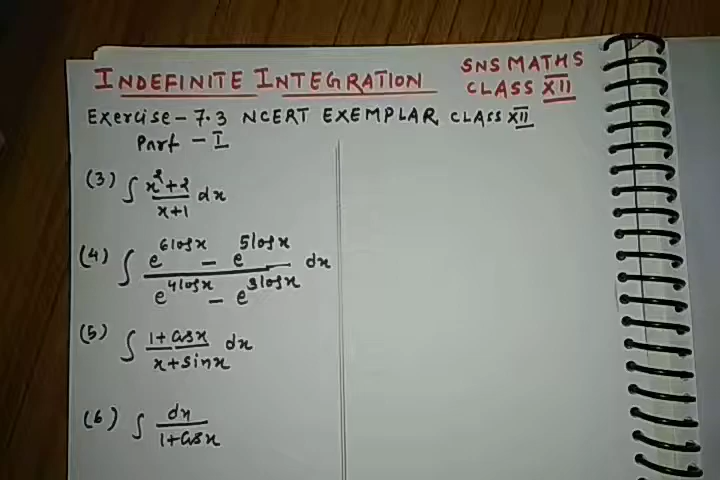 INDEFINITE INTEGRATION
SNS MATHS
CLASS XII
Exercise - 7.3 NCERT EXEMPLAR CLASS XII
Part - I
(3) ∫ (x²+2)/(x+1) dx
(4) ∫ (e^{6logx} - e^{5logx})/(e^{4logx} - e^{3logx}) dx
(5) ∫ (1+cosx)/(x+sinx) dx
(6) ∫ dx/(1+cosx)